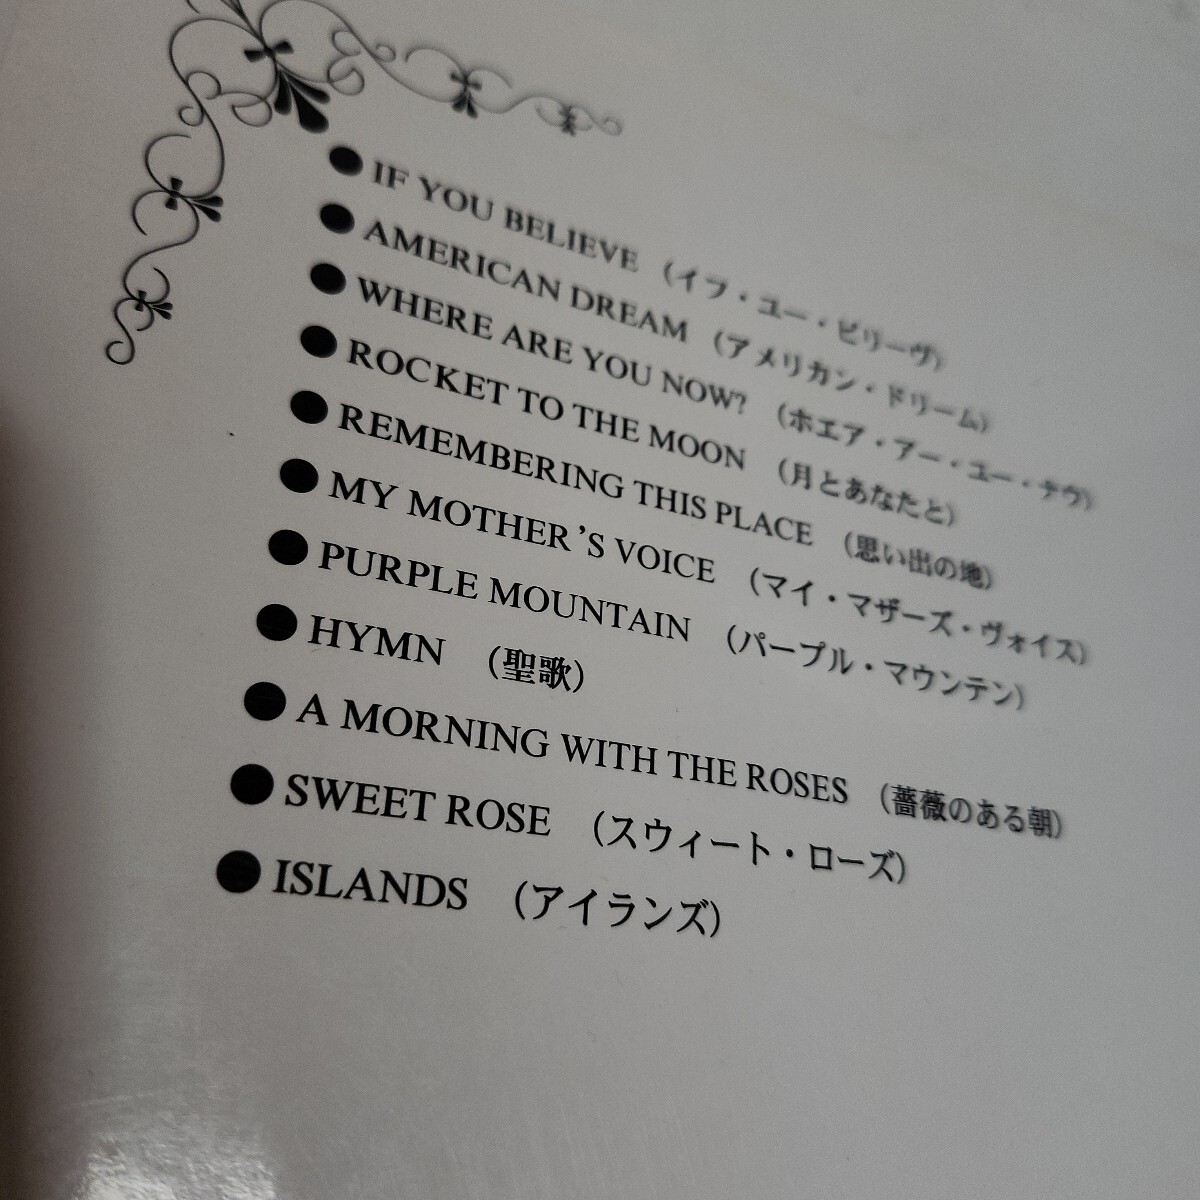 ● IF YOU BELIEVE （イフ・ユー・ビリーヴ）
● AMERICAN DREAM （アメリカン・ドリーム）
● WHERE ARE YOU NOW? （ホエア・アー・ユー・ナウ）
● ROCKET TO THE MOON （月とあなたと）
● REMEMBERING THIS PLACE （思い出の地）
● MY MOTHER'S VOICE （マイ・マザーズ・ヴォイス）
● PURPLE MOUNTAIN （パープル・マウンテン）
● HYMN （聖歌）
● A MORNING WITH THE ROSES （薔薇のある朝）
● SWEET ROSE （スウィート・ローズ）
● ISLANDS （アイランズ）